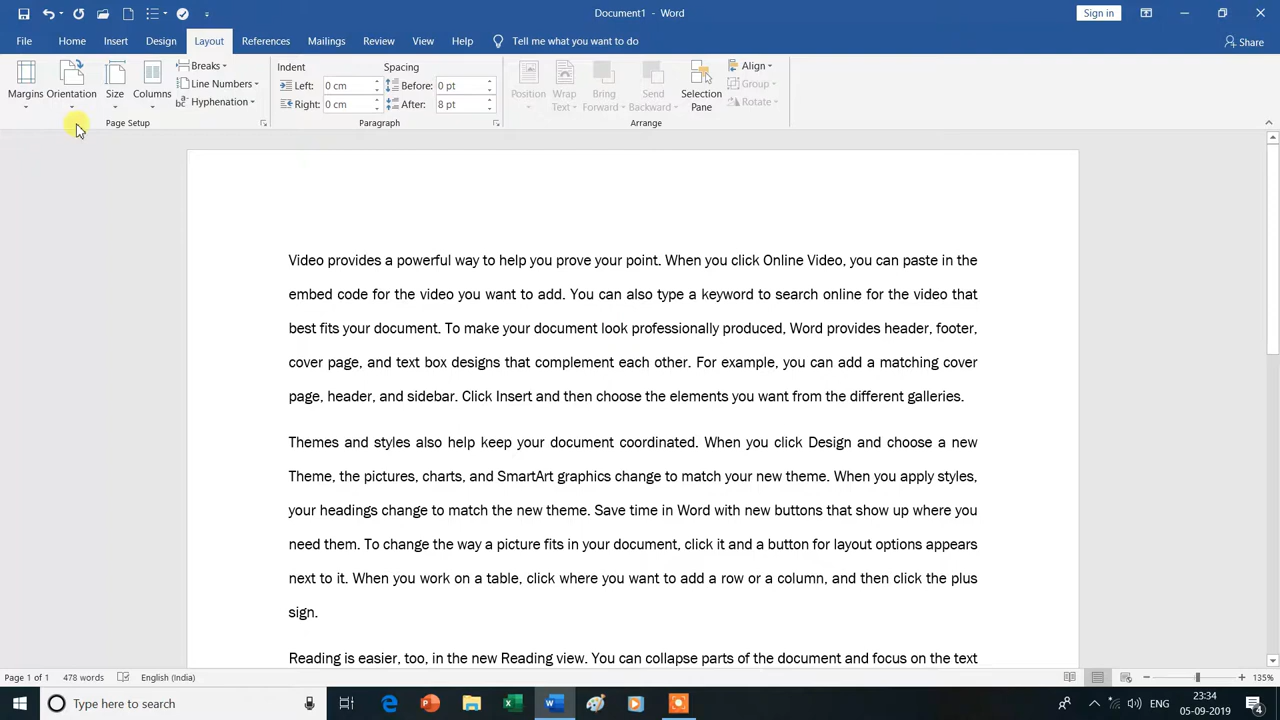 Document1 - Word
Sign in
File Home Insert Design Layout References Mailings Review View Help Tell me what you want to do Share
Margins Orientation Size Columns Breaks Line Numbers Hyphenation
Page Setup
Indent Spacing
Left: 0 cm Before: 0 pt
Right: 0 cm After: 8 pt
Paragraph
Position Wrap Text Bring Forward Send Backward Selection Pane Align Group Rotate
Arrange
Video provides a powerful way to help you prove your point. When you click Online Video, you can paste in the
embed code for the video you want to add. You can also type a keyword to search online for the video that
best fits your document. To make your document look professionally produced, Word provides header, footer,
cover page, and text box designs that complement each other. For example, you can add a matching cover
page, header, and sidebar. Click Insert and then choose the elements you want from the different galleries.
Themes and styles also help keep your document coordinated. When you click Design and choose a new
Theme, the pictures, charts, and SmartArt graphics change to match your new theme. When you apply styles,
your headings change to match the new theme. Save time in Word with new buttons that show up where you
need them. To change the way a picture fits in your document, click it and a button for layout options appears
next to it. When you work on a table, click where you want to add a row or a column, and then click the plus
sign.
Reading is easier, too, in the new Reading view. You can collapse parts of the document and focus on the text
Page 1 of 1 478 words English (India) 135%
Type here to search
ENG
23:34
05-09-2019